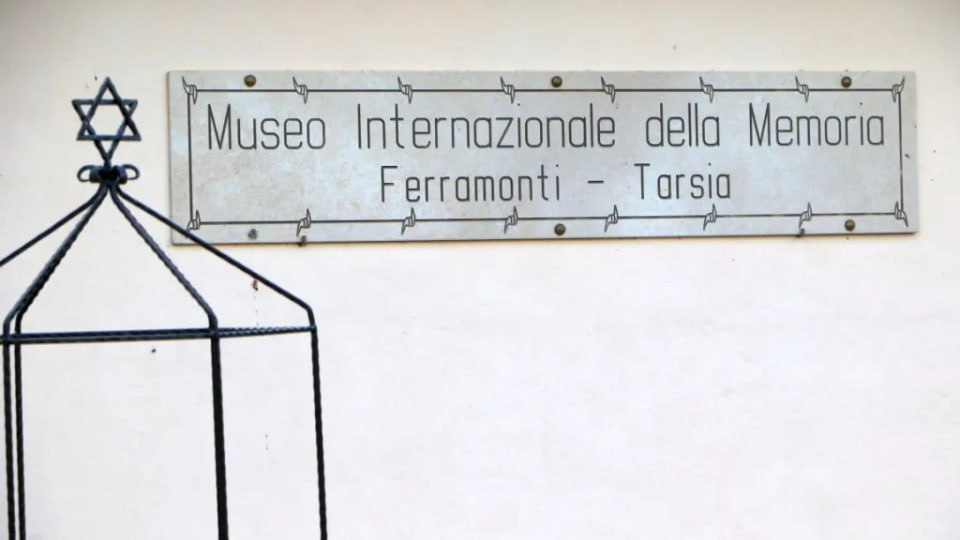 Museo Internazionale della Memoria
Ferramonti - Tarsia